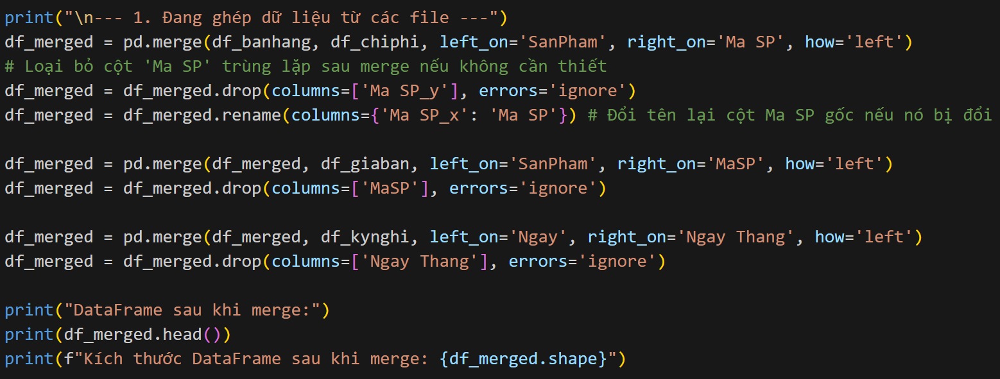 print("\n--- 1. Đang ghép dữ liệu từ các file ---")
df_merged = pd.merge(df_banhang, df_chiphi, left_on='SanPham', right_on='Ma SP', how='left')
# Loại bỏ cột 'Ma SP' trùng lặp sau merge nếu không cần thiết
df_merged = df_merged.drop(columns=['Ma SP_y'], errors='ignore')
df_merged = df_merged.rename(columns={'Ma SP_x': 'Ma SP'}) # Đổi tên lại cột Ma SP gốc nếu nó bị đổi
df_merged = pd.merge(df_merged, df_giaban, left_on='SanPham', right_on='MaSP', how='left')
df_merged = df_merged.drop(columns=['MaSP'], errors='ignore')
df_merged = pd.merge(df_merged, df_kynghi, left_on='Ngay', right_on='Ngay Thang', how='left')
df_merged = df_merged.drop(columns=['Ngay Thang'], errors='ignore')
print("DataFrame sau khi merge:")
print(df_merged.head())
print(f"Kích thước DataFrame sau khi merge: {df_merged.shape}")